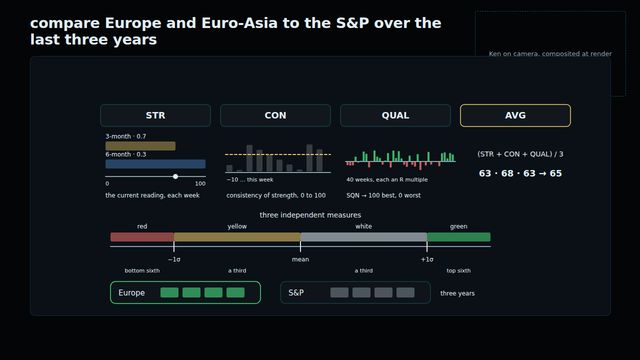 compare Europe and Euro-Asia to the S&P over the
last three years
Ken on camera, composited at render
STR
CON
QUAL
AVG
3-month · 0.7
6-month · 0.3
0
100
the current reading, each week
−10 … this week
consistency of strength, 0 to 100
40 weeks, each an R multiple
SQN → 100 best, 0 worst
(STR + CON + QUAL) / 3
63 · 68 · 63 → 65
three independent measures
red
yellow
white
green
−1σ
mean
+1σ
bottom sixth
a third
a third
top sixth
Europe
S&P
three years